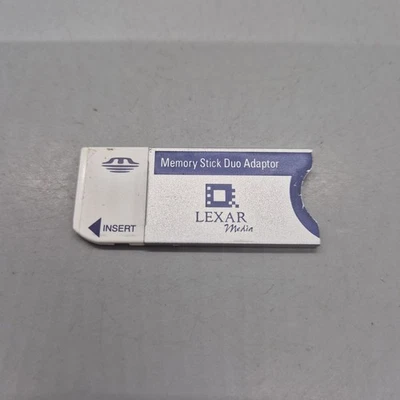 Memory Stick Duo Adaptor
LEXAR
Media
INSERT